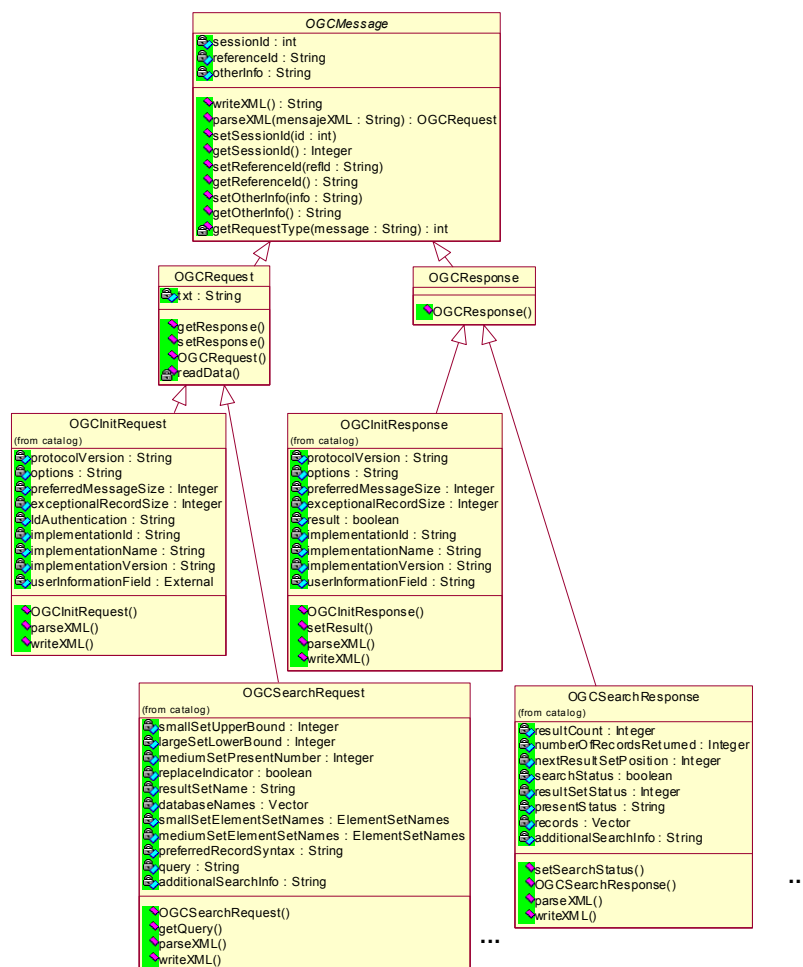 OGCMessage
sessionId : int
referenceId : String
otherInfo : String
writeXML() : String
parseXML(mensajeXML : String) : OGCRequest
setSessionId(id : int)
getSessionId() : Integer
setReferenceId(refId : String)
getReferenceId() : String
setOtherInfo(info : String)
getOtherInfo() : String
getRequestType(message : String) : int
OGCRequest
txt : String
getResponse()
setResponse()
OGCRequest()
readData()
OGCResponse
OGCResponse()
OGCInitRequest
(from catalog)
protocolVersion : String
options : String
preferredMessageSize : Integer
exceptionalRecordSize : Integer
IdAuthentication : String
implementationId : String
implementationName : String
implementationVersion : String
userInformationField : External
OGCInitRequest()
parseXML()
writeXML()
OGCInitResponse
(from catalog)
protocolVersion : String
options : String
preferredMessageSize : Integer
exceptionalRecordSize : Integer
result : boolean
implementationId : String
implementationName : String
implementationVersion : String
userInformationField : String
OGCInitResponse()
setResult()
parseXML()
writeXML()
OGCSearchRequest
(from catalog)
smallSetUpperBound : Integer
largeSetLowerBound : Integer
mediumSetPresentNumber : Integer
replaceIndicator : boolean
resultSetName : String
databaseNames : Vector
smallSetElementSetNames : ElementSetNames
mediumSetElementSetNames : ElementSetNames
preferredRecordSyntax : String
query : String
additionalSearchInfo : String
OGCSearchRequest()
getQuery()
parseXML()
writeXML()
...
OGCSearchResponse
(from catalog)
resultCount : Integer
numberOfRecordsReturned : Integer
nextResultSetPosition : Integer
searchStatus : boolean
resultSetStatus : Integer
presentStatus : String
records : Vector
additionalSearchInfo : String
setSearchStatus()
OGCSearchResponse()
parseXML()
writeXML()
..